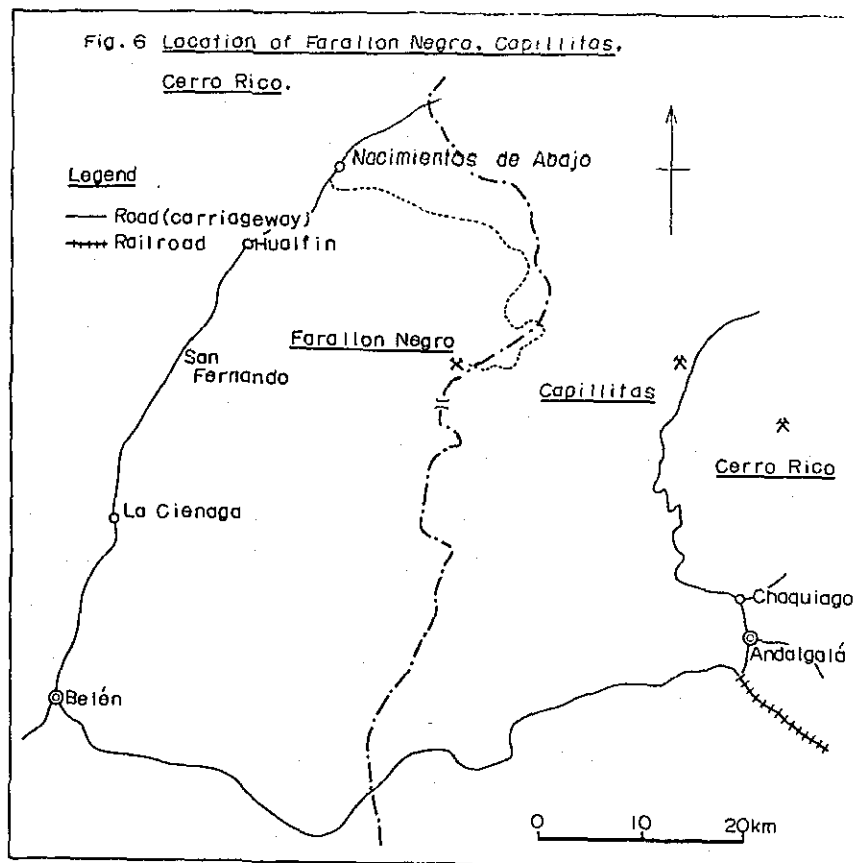 Fig. 6 Location of Farallon Negro, Capillitas,
Cerro Rico.
Nacimientos de Abajo
Legend
Road (carriageway)
Railroad
Hualfin
Farallon Negro
San
Fernando
Capillitas
Cerro Rico
La Cienaga
Chaquiago
Andalgalá
Belén
0 10 20km